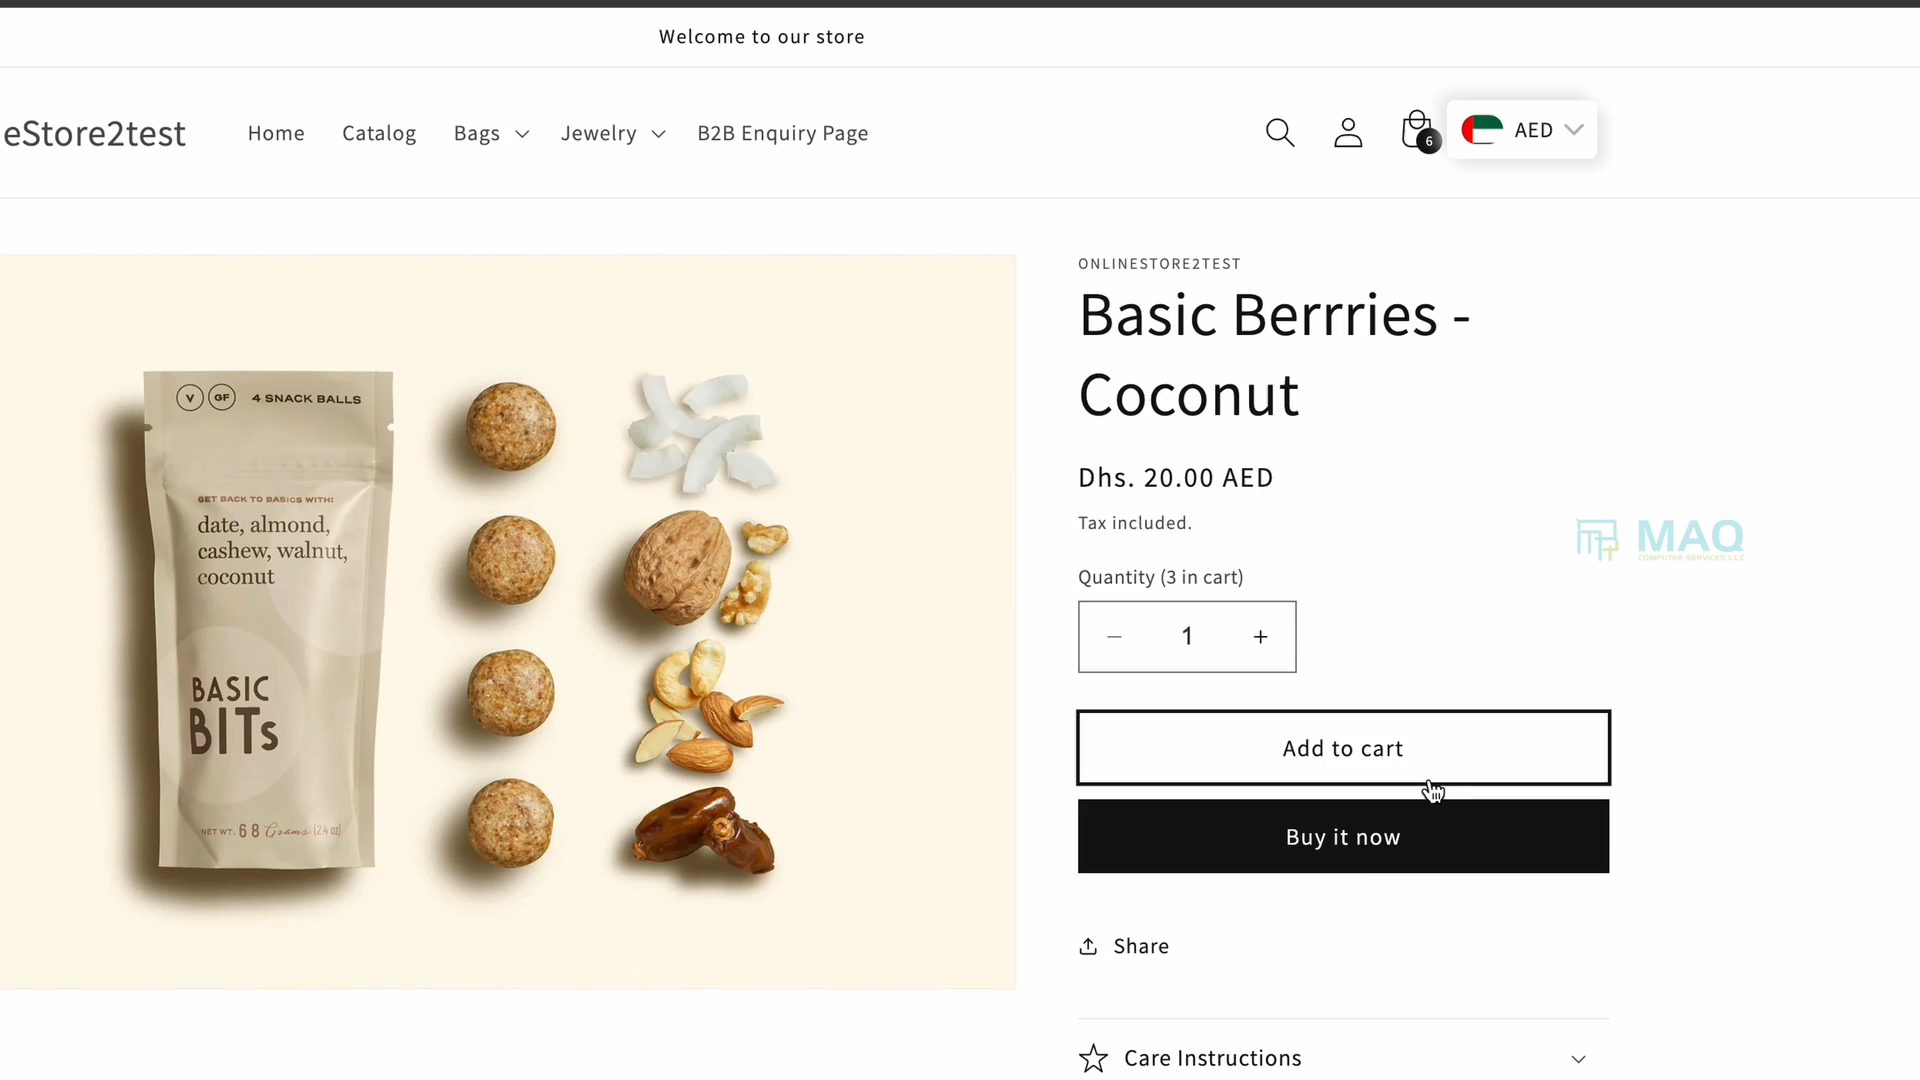 Welcome to our store
eStore2test
Home
Catalog
Bags
Jewelry
B2B Enquiry Page
6
AED
V
GF
4 SNACK BALLS
GET BACK TO BASICS WITH:
date, almond,
cashew, walnut,
coconut
BASIC
BITs
NET WT. 68 Grams (2.4 oz)
ONLINESTORE2TEST
Basic Berrries -
Coconut
Dhs. 20.00 AED
Tax included.
Quantity (3 in cart)
− 1 +
Add to cart
Buy it now
Share
Care Instructions
MAQ
COMPUTER SERVICES L.L.C